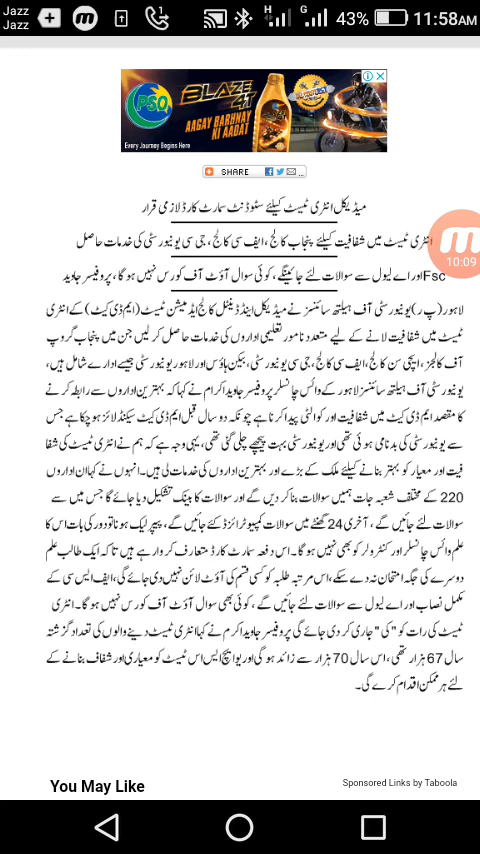 Jazz
Jazz
H
G
43%
11:58AM
PSO
BLAZE 4T
AAGAY BARHNAY
KI AADAT
Every Journey Begins Here
SHARE
میڈیکل انٹری ٹیسٹ کیلئے سٹوڈنٹ سمارٹ کارڈ لازمی قرار
انٹری ٹیسٹ میں شفافیت کیلئے پنجاب کالج، ایف سی کالج، جی سی یونیورسٹی کی خدمات حاصل
Fsc اور اے لیول سے سوالات لئے جائینگے، کوئی سوال آؤٹ آف کورس نہیں ہو گا، پروفیسر جاوید
10:09
لاہور(پ ر)یونیورسٹی آف ہیلتھ سائنسز نے میڈیکل اینڈ ڈینٹل کالج ایڈمیشن ٹیسٹ (ایم ڈی کیٹ) کے انٹری
ٹیسٹ میں شفافیت لانے کے لیے متعدد نامور تعلیمی اداروں کی خدمات حاصل کر لیں جن میں پنجاب گروپ
آف کالجز، ایچی سن کالج، ایف سی کالج، جی سی یونیورسٹی، بیکن ہاؤس اور لاہور یونیورسٹی جیسے ادارے شامل ہیں،
یونیورسٹی آف ہیلتھ سائنسز لاہور کے وائس چانسلر پروفیسر جاوید اکرام نے کہا کہ بہترین اداروں سے رابطہ کرنے
کا مقصد ایم ڈی کیٹ میں شفافیت اور کوالٹی پیدا کرنا ہے چونکہ دو سال قبل ایم ڈی کیٹ سیکنڈلائز ہو چکا ہے جس
سے یونیورسٹی کی بدنامی ہوئی تھی اور یونیورسٹی بہت پیچھے چلی گئی تھی، یہی وجہ ہے کہ ہم نے انٹری ٹیسٹ کی شفا
فیت اور معیار کو بہتر بنانے کیلئے ملک کے بڑے اور بہترین اداروں کی خدمات لی ہیں۔ انہوں نے کہا ان اداروں
220 کے مختلف شعبہ جات ہمیں سوالات بنا کر دیں گے اور سوالات کا بینک تشکیل دیا جائے گا جس میں سے
سوالات لئے جائیں گے، آخری 24 گھنٹے میں سوالات کمپیوٹرائزڈ کئے جائیں گے، پیپر لیک ہونا تو دور کی بات اس کا
علم وائس چانسلر اور کنٹرولر کو بھی نہیں ہو گا۔ اس دفعہ سمارٹ کارڈ متعارف کروا رہے ہیں تاکہ ایک طالب علم
دوسرے کی جگہ امتحان نہ دے سکے، اس مرتبہ طلبہ کو کسی قسم کی آؤٹ لائن نہیں دی جائے گی، ایف ایس سی کے
مکمل نصاب اور اے لیول سے سوالات لئے جائیں گے، کوئی بھی سوال آؤٹ آف کورس نہیں ہو گا۔ انٹری
ٹیسٹ کی رات کو "کی" جاری کر دی جائے گی پروفیسر جاوید اکرم نے کہا انٹری ٹیسٹ دینے والوں کی تعداد گزشتہ
سال 67 ہزار تھی، اس سال 70 ہزار سے زائد ہو گی اور یو ایچ ایس اس ٹیسٹ کو معیاری اور شفاف بنانے کے
لئے ہر ممکن اقدام کرے گی۔
You May Like
Sponsored Links by Taboola